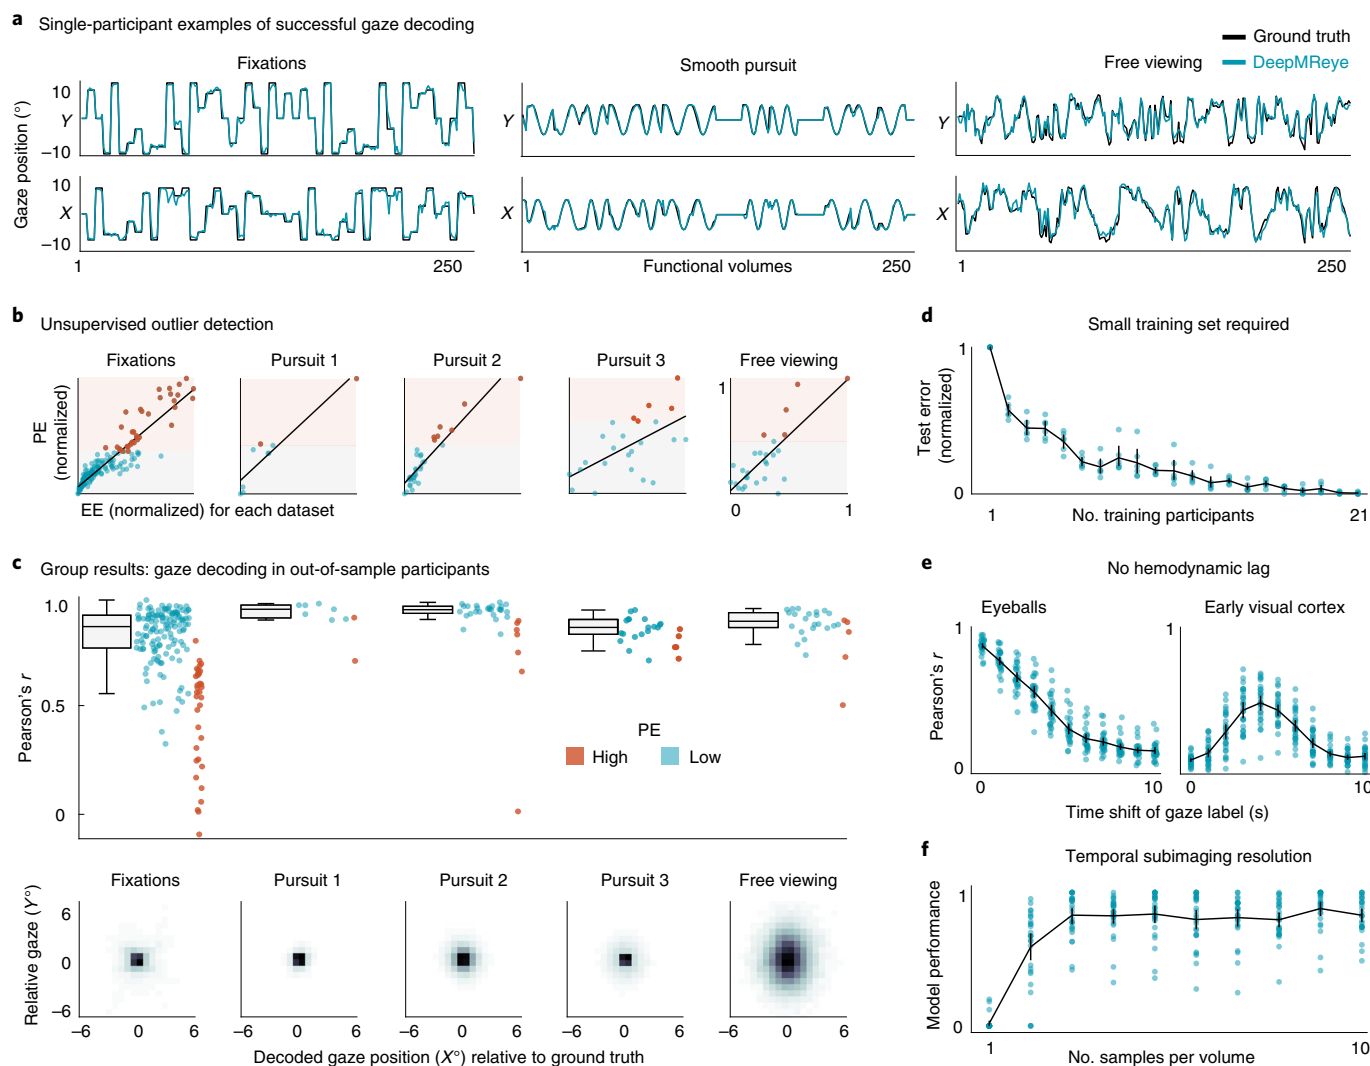 a Single-participant examples of successful gaze decoding
Ground truth
DeepMReye
Fixations
Smooth pursuit
Free viewing
Gaze position (°)
10
Y
−10
10
X
−10
Y
X
Y
X
1 250
1 Functional volumes 250
1 250
b Unsupervised outlier detection
Fixations Pursuit 1 Pursuit 2 Pursuit 3 Free viewing
PE
(normalized)
1
0 1
EE (normalized) for each dataset
c Group results: gaze decoding in out-of-sample participants
Pearson's r
1.0
0.5
0
PE
High Low
Fixations Pursuit 1 Pursuit 2 Pursuit 3 Free viewing
Relative gaze (Y°)
6
0
−6
−6 0 6 −6 0 6 −6 0 6 −6 0 6 −6 0 6
Decoded gaze position (X°) relative to ground truth
d Small training set required
Test error
(normalized)
1
0
1 No. training participants 21
e No hemodynamic lag
Eyeballs Early visual cortex
Pearson's r
1
0
1
0 10 0 10
Time shift of gaze label (s)
f Temporal subimaging resolution
Model performance
1
0
1 No. samples per volume 10